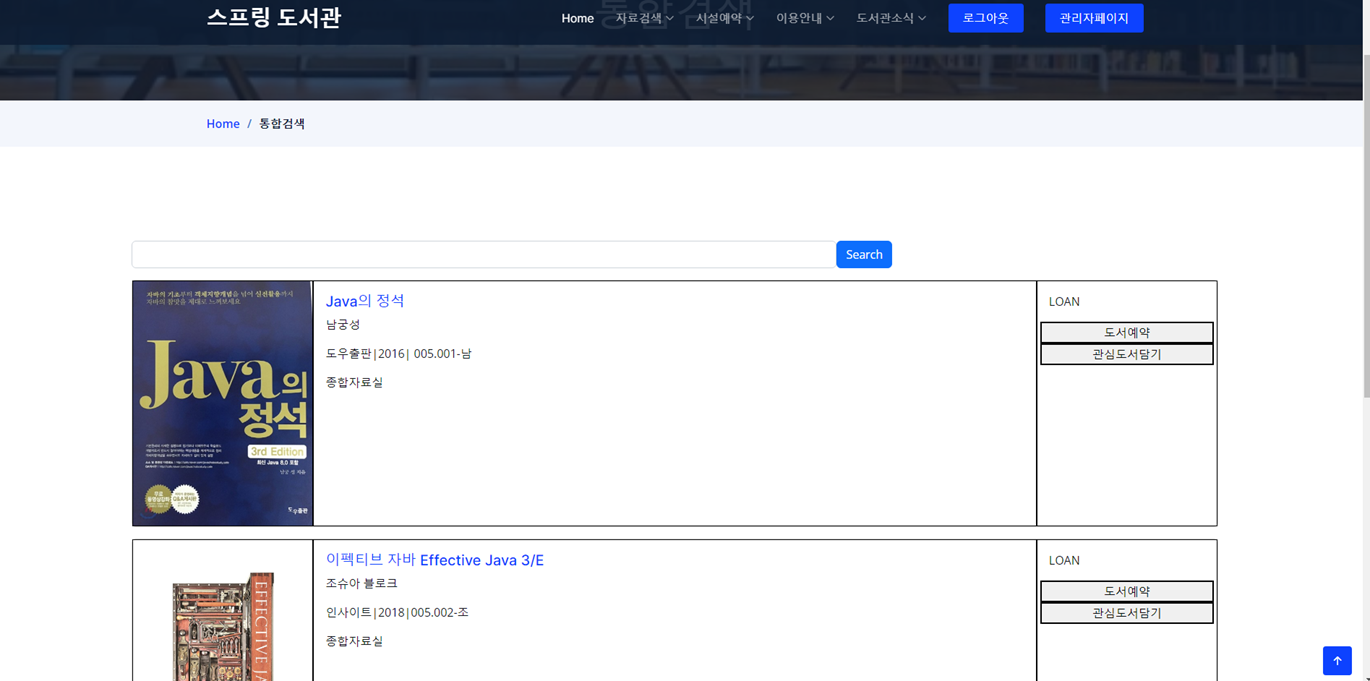 스프링 도서관
Home 자료검색 시설예약 이용안내 도서관소식 로그아웃 관리자페이지
통합검색
Home / 통합검색
Search
자바의 기초부터 객체지향개념을 넘어 실전활용까지
자바의 참맛을 제대로 느껴보세요
Java의
정석
3rd Edition
최신 Java 8.0 포함
남궁 성 지음
도우출판
Java의 정석
남궁성
도우출판|2016| 005.001-남
종합자료실
LOAN
도서예약
관심도서담기
EFFECTIVE JA
이펙티브 자바 Effective Java 3/E
조슈아 블로크
인사이트|2018|005.002-조
종합자료실
LOAN
도서예약
관심도서담기